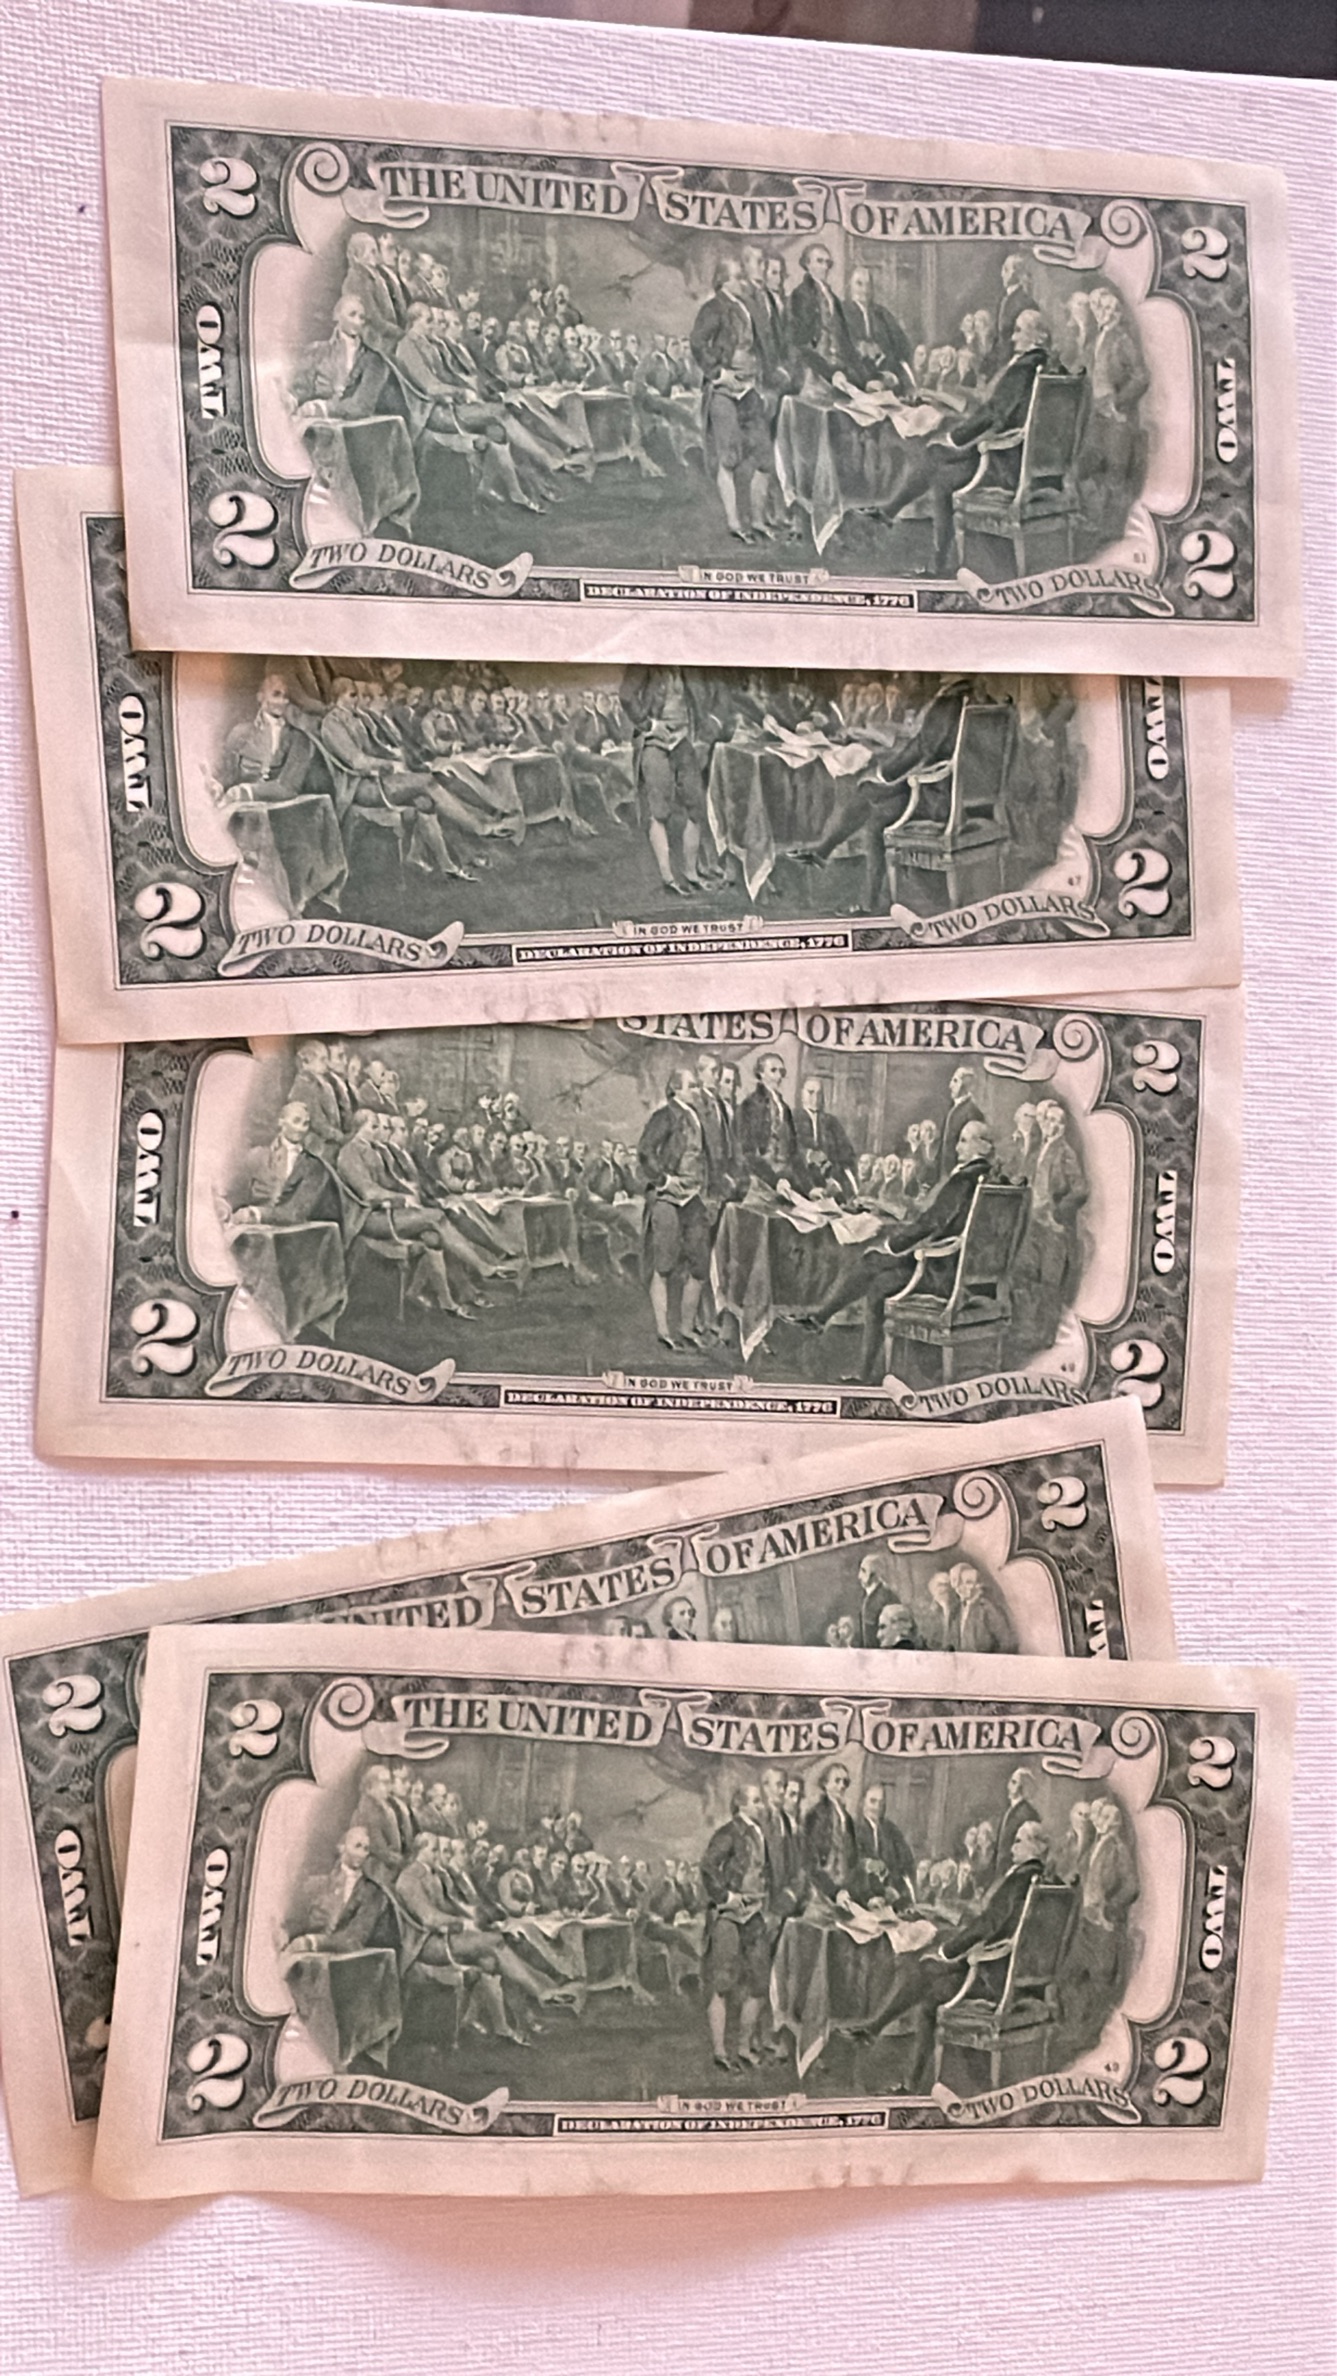 2 THE UNITED STATES OF AMERICA 2
TWO TWO
2 TWO DOLLARS IN GOD WE TRUST TWO DOLLARS 2
DECLARATION OF INDEPENDENCE, 1776
TWO TWO
2 TWO DOLLARS IN GOD WE TRUST TWO DOLLARS 2
DECLARATION OF INDEPENDENCE, 1776
STATES OF AMERICA 2
TWO TWO
2 TWO DOLLARS IN GOD WE TRUST TWO DOLLARS 2
DECLARATION OF INDEPENDENCE, 1776
2 UNITED STATES OF AMERICA 2
TWO TW
2 THE UNITED STATES OF AMERICA 2
TWO TWO
2 TWO DOLLARS IN GOD WE TRUST TWO DOLLARS 2
DECLARATION OF INDEPENDENCE, 1776